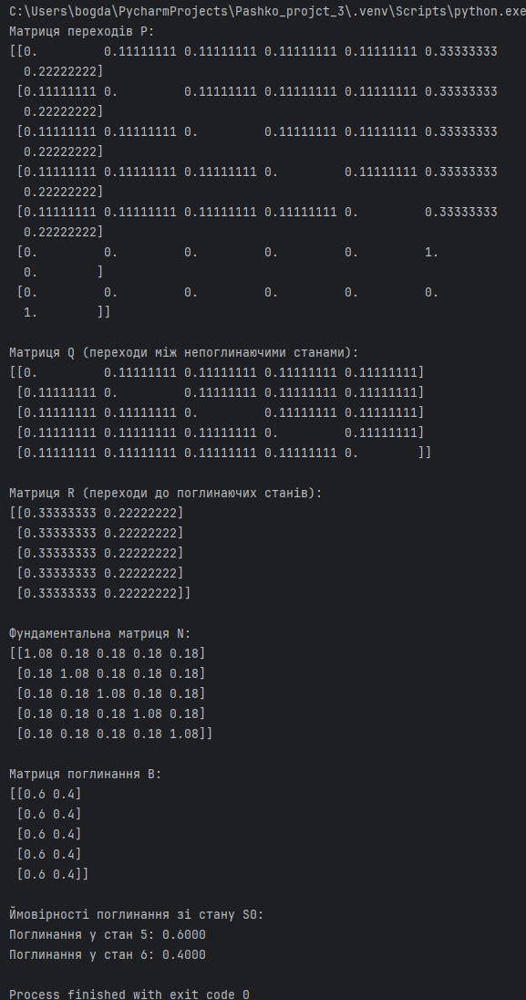 C:\Users\bogda\PycharmProjects\Pashko_projct_3\.venv\Scripts\python.exe
Матриця переходів P:
[[0.         0.11111111 0.11111111 0.11111111 0.11111111 0.33333333
  0.22222222]
 [0.11111111 0.         0.11111111 0.11111111 0.11111111 0.33333333
  0.22222222]
 [0.11111111 0.11111111 0.         0.11111111 0.11111111 0.33333333
  0.22222222]
 [0.11111111 0.11111111 0.11111111 0.         0.11111111 0.33333333
  0.22222222]
 [0.11111111 0.11111111 0.11111111 0.11111111 0.         0.33333333
  0.22222222]
 [0.         0.         0.         0.         0.         1.
  0.        ]
 [0.         0.         0.         0.         0.         0.
  1.        ]]
Матриця Q (переходи між непоглинаючими станами):
[[0.         0.11111111 0.11111111 0.11111111 0.11111111]
 [0.11111111 0.         0.11111111 0.11111111 0.11111111]
 [0.11111111 0.11111111 0.         0.11111111 0.11111111]
 [0.11111111 0.11111111 0.11111111 0.         0.11111111]
 [0.11111111 0.11111111 0.11111111 0.11111111 0.        ]]
Матриця R (переходи до поглинаючих станів):
[[0.33333333 0.22222222]
 [0.33333333 0.22222222]
 [0.33333333 0.22222222]
 [0.33333333 0.22222222]
 [0.33333333 0.22222222]]
Фундаментальна матриця N:
[[1.08 0.18 0.18 0.18 0.18]
 [0.18 1.08 0.18 0.18 0.18]
 [0.18 0.18 1.08 0.18 0.18]
 [0.18 0.18 0.18 1.08 0.18]
 [0.18 0.18 0.18 0.18 1.08]]
Матриця поглинання B:
[[0.6 0.4]
 [0.6 0.4]
 [0.6 0.4]
 [0.6 0.4]
 [0.6 0.4]]
Ймовірності поглинання зі стану S0:
Поглинання у стан 5: 0.6000
Поглинання у стан 6: 0.4000
Process finished with exit code 0